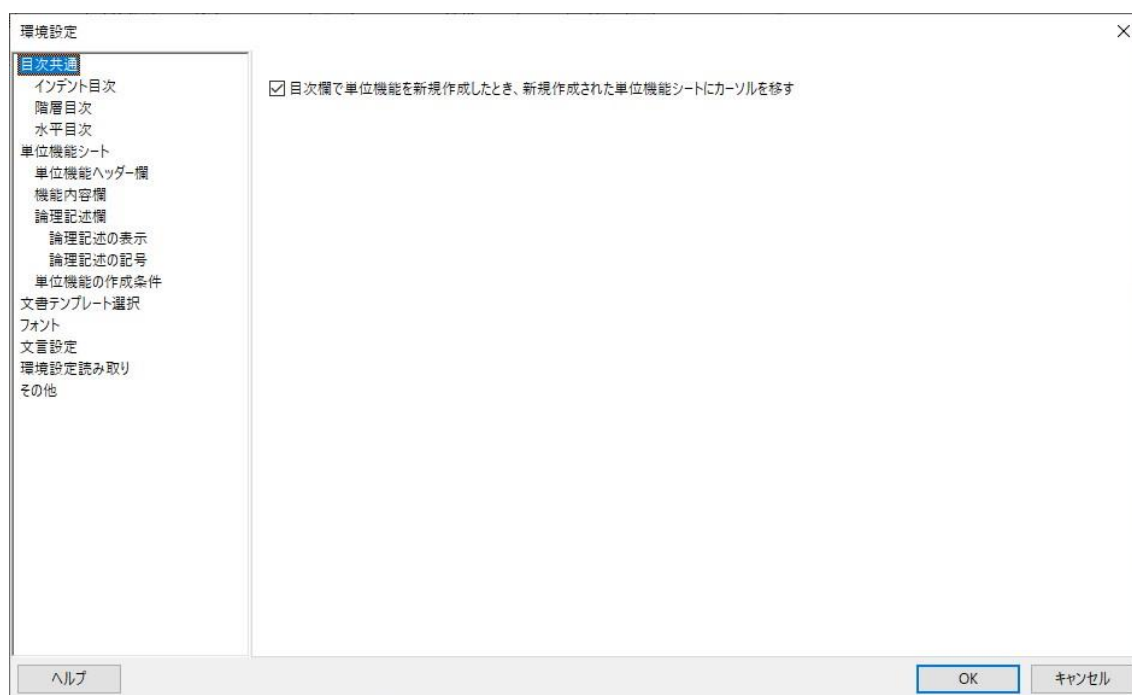 環境設定
目次共通
インデント目次
階層目次
水平目次
単位機能シート
単位機能ヘッダー欄
機能内容欄
論理記述欄
論理記述の表示
論理記述の記号
単位機能の作成条件
文書テンプレート選択
フォント
文言設定
環境設定読み取り
その他
目次欄で単位機能を新規作成したとき、新規作成された単位機能シートにカーソルを移す
ヘルプ
OK
キャンセル